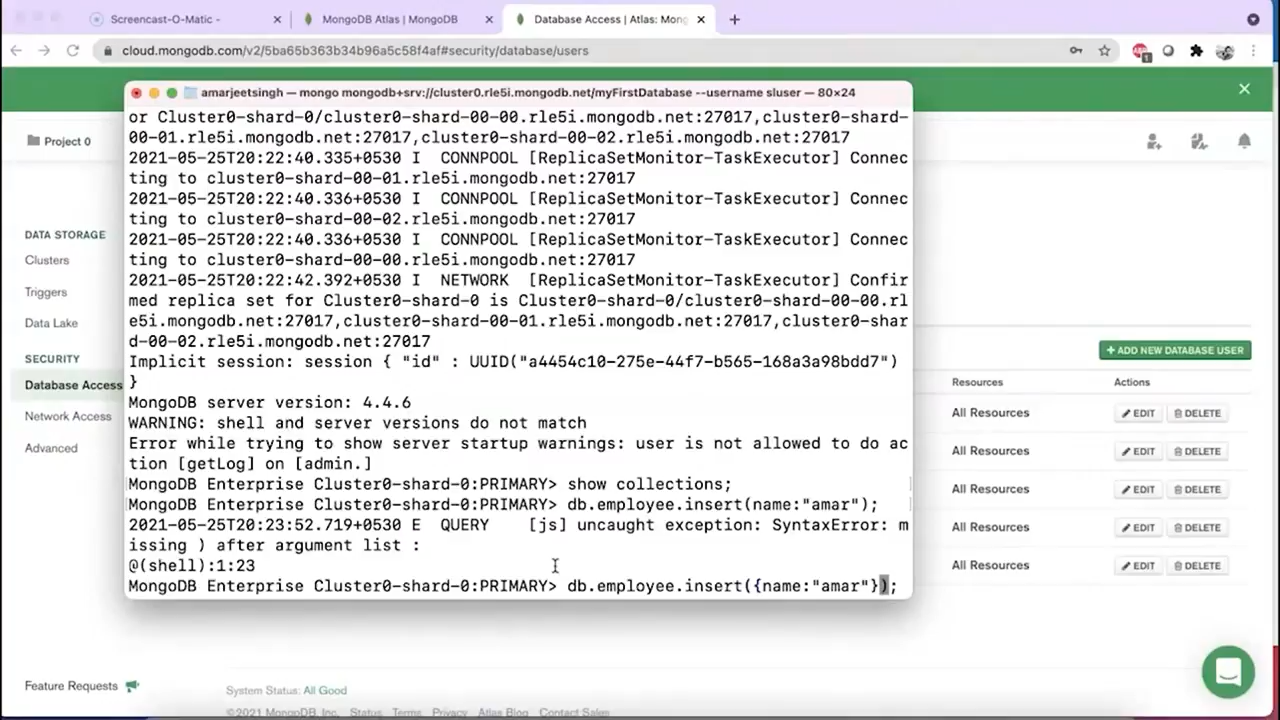 Screencast-O-Matic -
MongoDB Atlas | MongoDB
Database Access | Atlas: Mong
cloud.mongodb.com/v2/5ba65b363b34b96a5c58f4af#security/database/users
amarjeetsingh — mongo mongodb+srv://cluster0.rle5i.mongodb.net/myFirstDatabase --username sluser — 80×24
Project 0
DATA STORAGE
Clusters
Triggers
Data Lake
SECURITY
Database Access
Network Access
Advanced
or Cluster0-shard-0/cluster0-shard-00-00.rle5i.mongodb.net:27017,cluster0-shard-
00-01.rle5i.mongodb.net:27017,cluster0-shard-00-02.rle5i.mongodb.net:27017
2021-05-25T20:22:40.335+0530 I  CONNPOOL [ReplicaSetMonitor-TaskExecutor] Connec
ting to cluster0-shard-00-01.rle5i.mongodb.net:27017
2021-05-25T20:22:40.336+0530 I  CONNPOOL [ReplicaSetMonitor-TaskExecutor] Connec
ting to cluster0-shard-00-02.rle5i.mongodb.net:27017
2021-05-25T20:22:40.336+0530 I  CONNPOOL [ReplicaSetMonitor-TaskExecutor] Connec
ting to cluster0-shard-00-00.rle5i.mongodb.net:27017
2021-05-25T20:22:42.392+0530 I  NETWORK  [ReplicaSetMonitor-TaskExecutor] Confir
med replica set for Cluster0-shard-0 is Cluster0-shard-0/cluster0-shard-00-00.rl
e5i.mongodb.net:27017,cluster0-shard-00-01.rle5i.mongodb.net:27017,cluster0-shar
d-00-02.rle5i.mongodb.net:27017
Implicit session: session { "id" : UUID("a4454c10-275e-44f7-b565-168a3a98bdd7")
}
MongoDB server version: 4.4.6
WARNING: shell and server versions do not match
Error while trying to show server startup warnings: user is not allowed to do ac
tion [getLog] on [admin.]
MongoDB Enterprise Cluster0-shard-0:PRIMARY> show collections;
MongoDB Enterprise Cluster0-shard-0:PRIMARY> db.employee.insert(name:"amar");
2021-05-25T20:23:52.719+0530 E  QUERY    [js] uncaught exception: SyntaxError: m
issing ) after argument list :
@(shell):1:23
MongoDB Enterprise Cluster0-shard-0:PRIMARY> db.employee.insert({name:"amar"});
+ ADD NEW DATABASE USER
Resources Actions
All Resources EDIT DELETE
All Resources EDIT DELETE
All Resources EDIT DELETE
All Resources EDIT DELETE
All Resources EDIT DELETE
Feature Requests
System Status: All Good
©2021 MongoDB, Inc. Status Terms Privacy Atlas Blog Contact Sales